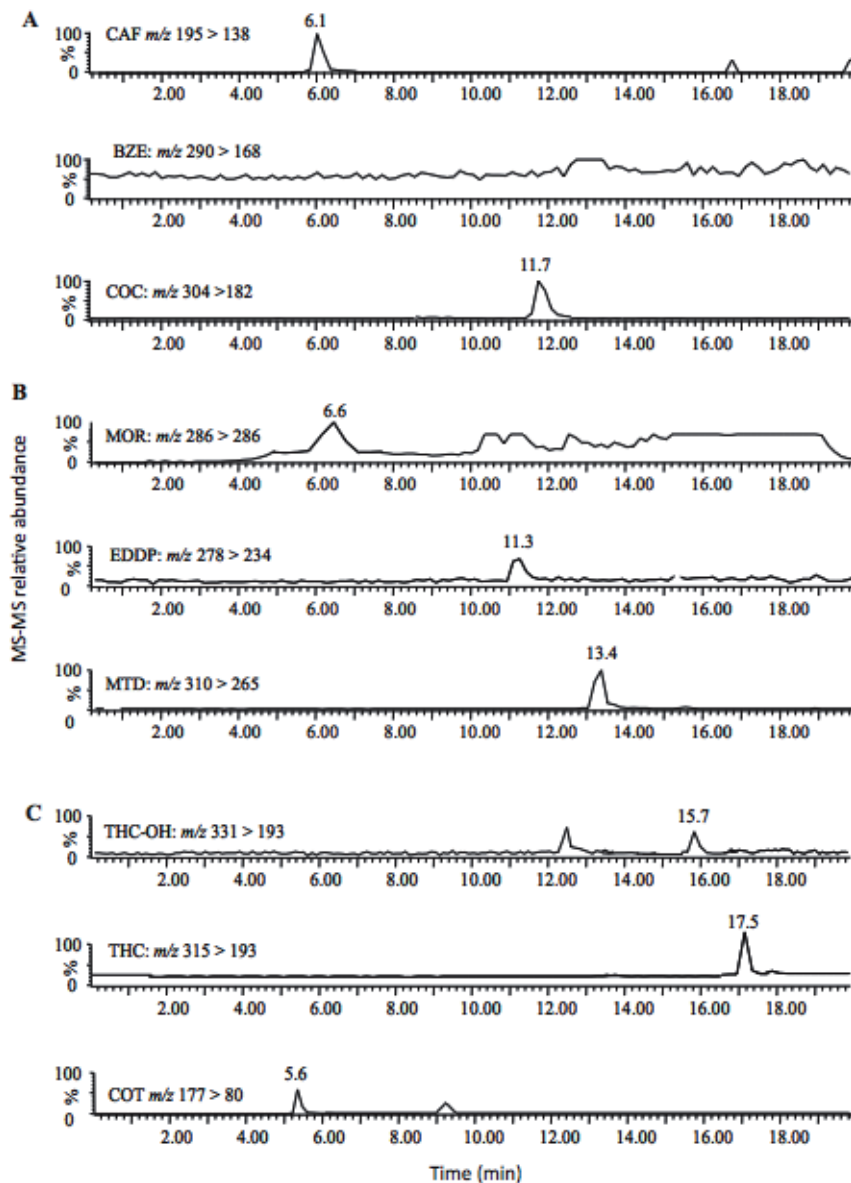 A
6.1
CAF m/z 195 > 138
100
%
0
2.00 4.00 6.00 8.00 10.00 12.00 14.00 16.00 18.00
BZE: m/z 290 > 168
100
%
0
2.00 4.00 6.00 8.00 10.00 12.00 14.00 16.00 18.00
11.7
COC: m/z 304 >182
100
%
0
2.00 4.00 6.00 8.00 10.00 12.00 14.00 16.00 18.00
B
6.6
MOR: m/z 286 > 286
100
%
0
2.00 4.00 6.00 8.00 10.00 12.00 14.00 16.00 18.00
11.3
EDDP: m/z 278 > 234
100
%
0
2.00 4.00 6.00 8.00 10.00 12.00 14.00 16.00 18.00
13.4
MTD: m/z 310 > 265
100
%
0
2.00 4.00 6.00 8.00 10.00 12.00 14.00 16.00 18.00
MS-MS relative abundance
C
15.7
THC-OH: m/z 331 > 193
100
%
0
2.00 4.00 6.00 8.00 10.00 12.00 14.00 16.00 18.00
17.5
THC: m/z 315 > 193
100
%
0
2.00 4.00 6.00 8.00 10.00 12.00 14.00 16.00 18.00
5.6
COT m/z 177 > 80
100
%
0
2.00 4.00 6.00 8.00 10.00 12.00 14.00 16.00 18.00
Time (min)